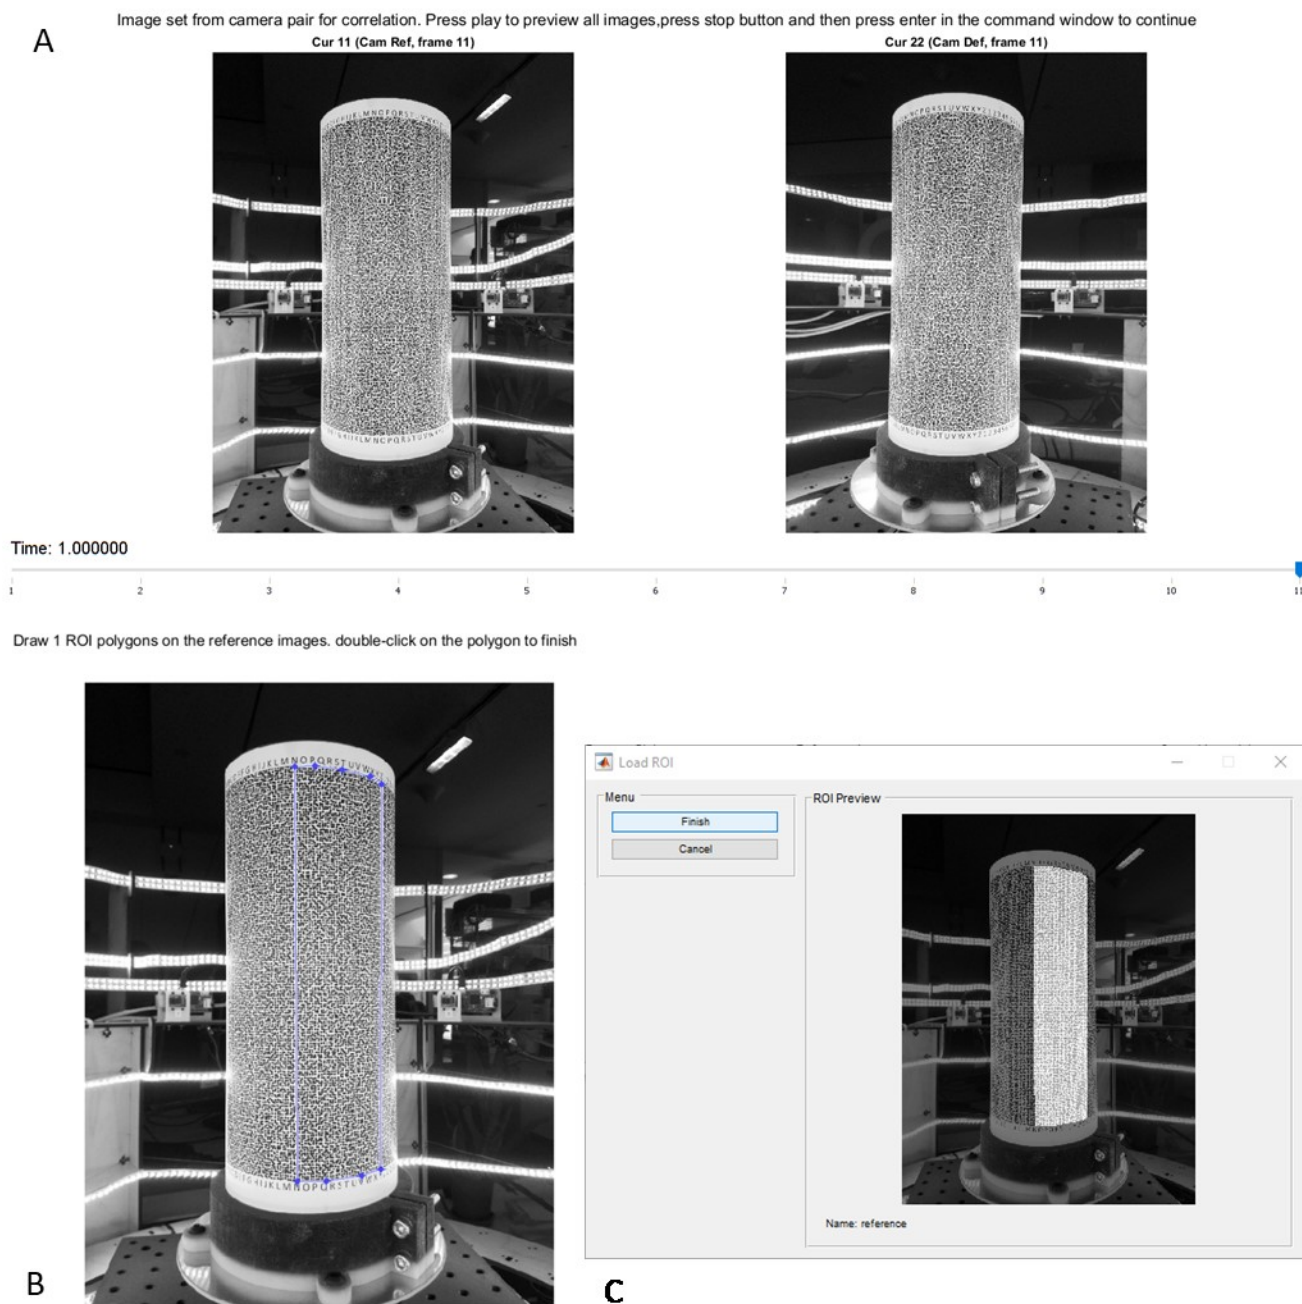 Image set from camera pair for correlation. Press play to preview all images,press stop button and then press enter in the command window to continue
A
Cur 11 (Cam Ref, frame 11)
Cur 22 (Cam Def, frame 11)
Time: 1.000000
1 2 3 4 5 6 7 8 9 10 11
Draw 1 ROI polygons on the reference images. double-click on the polygon to finish
GHIJKLMNOPQRSTUVW
GHIJKLMNOPQRSTUVW
Load ROI
Menu
Finish
Cancel
ROI Preview
Name: reference
B
C